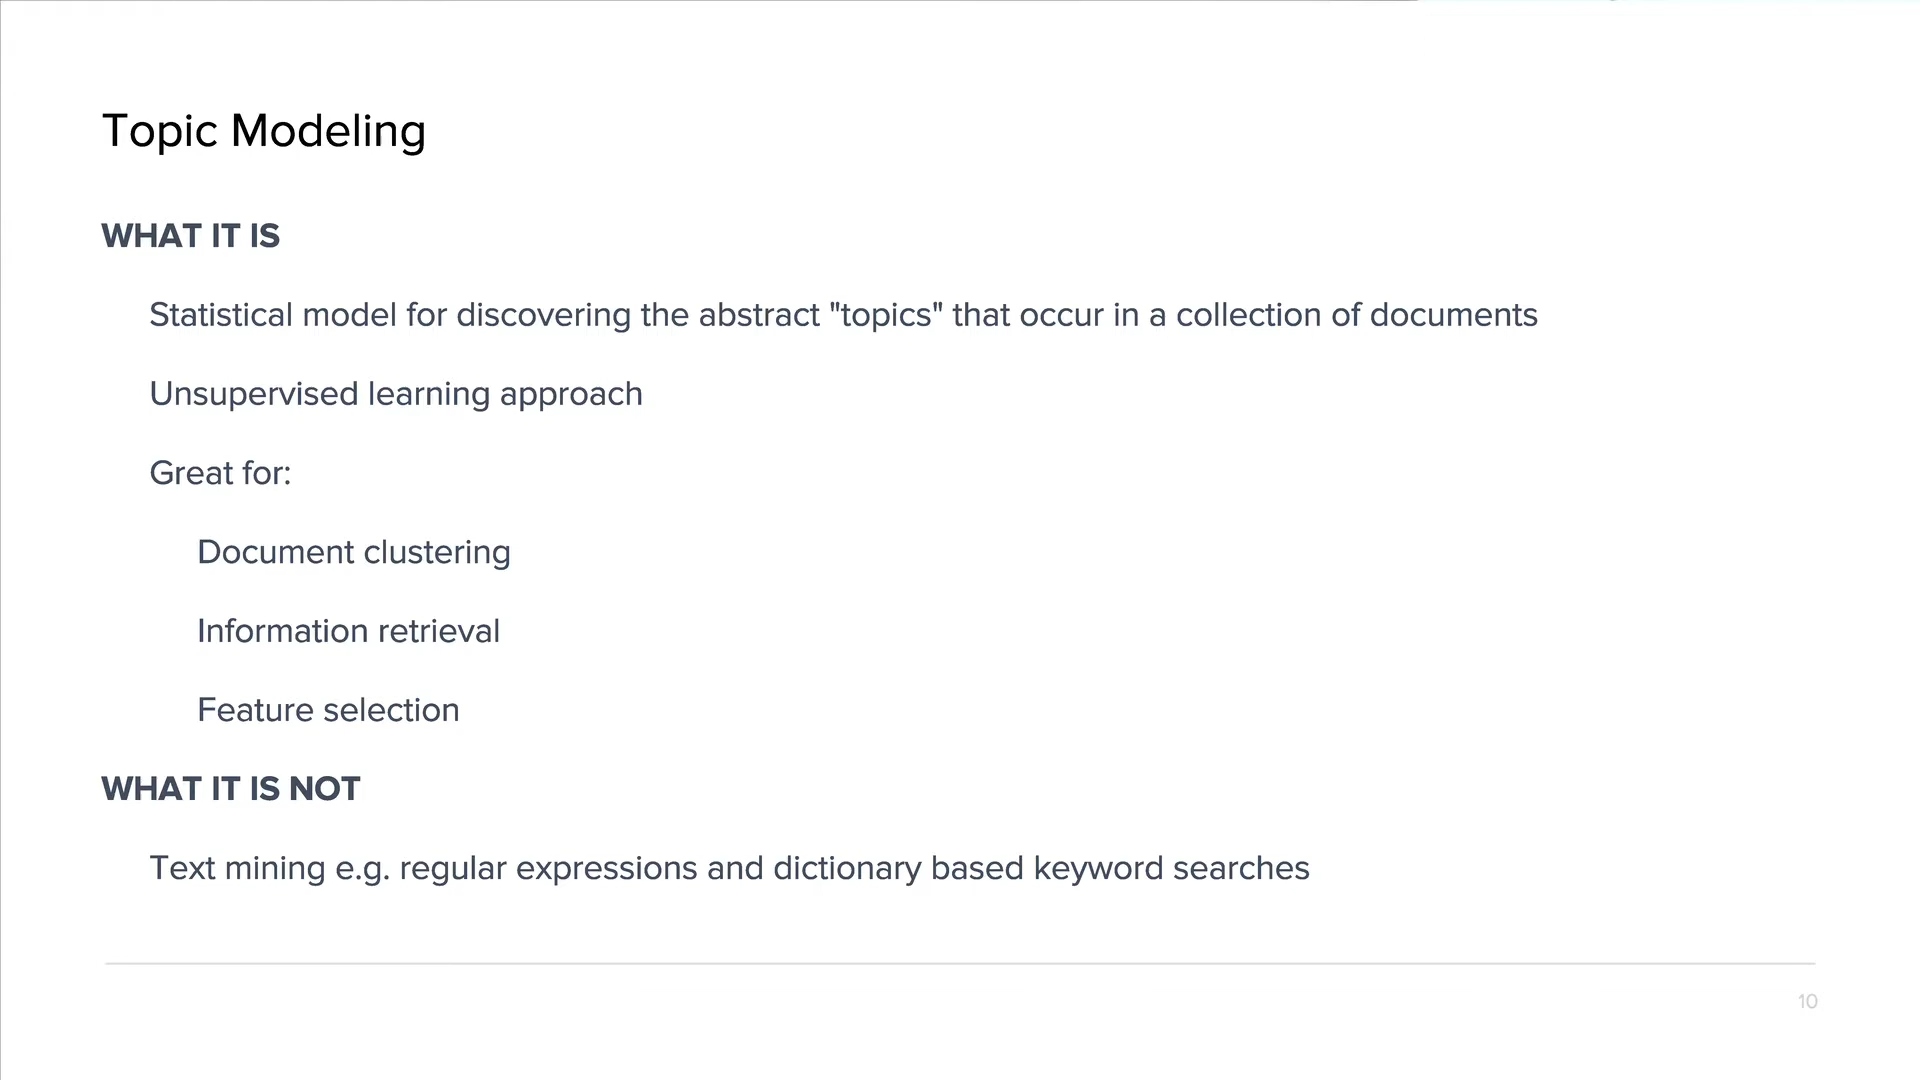 Topic Modeling
WHAT IT IS
Statistical model for discovering the abstract "topics" that occur in a collection of documents
Unsupervised learning approach
Great for:
Document clustering
Information retrieval
Feature selection
WHAT IT IS NOT
Text mining e.g. regular expressions and dictionary based keyword searches
10